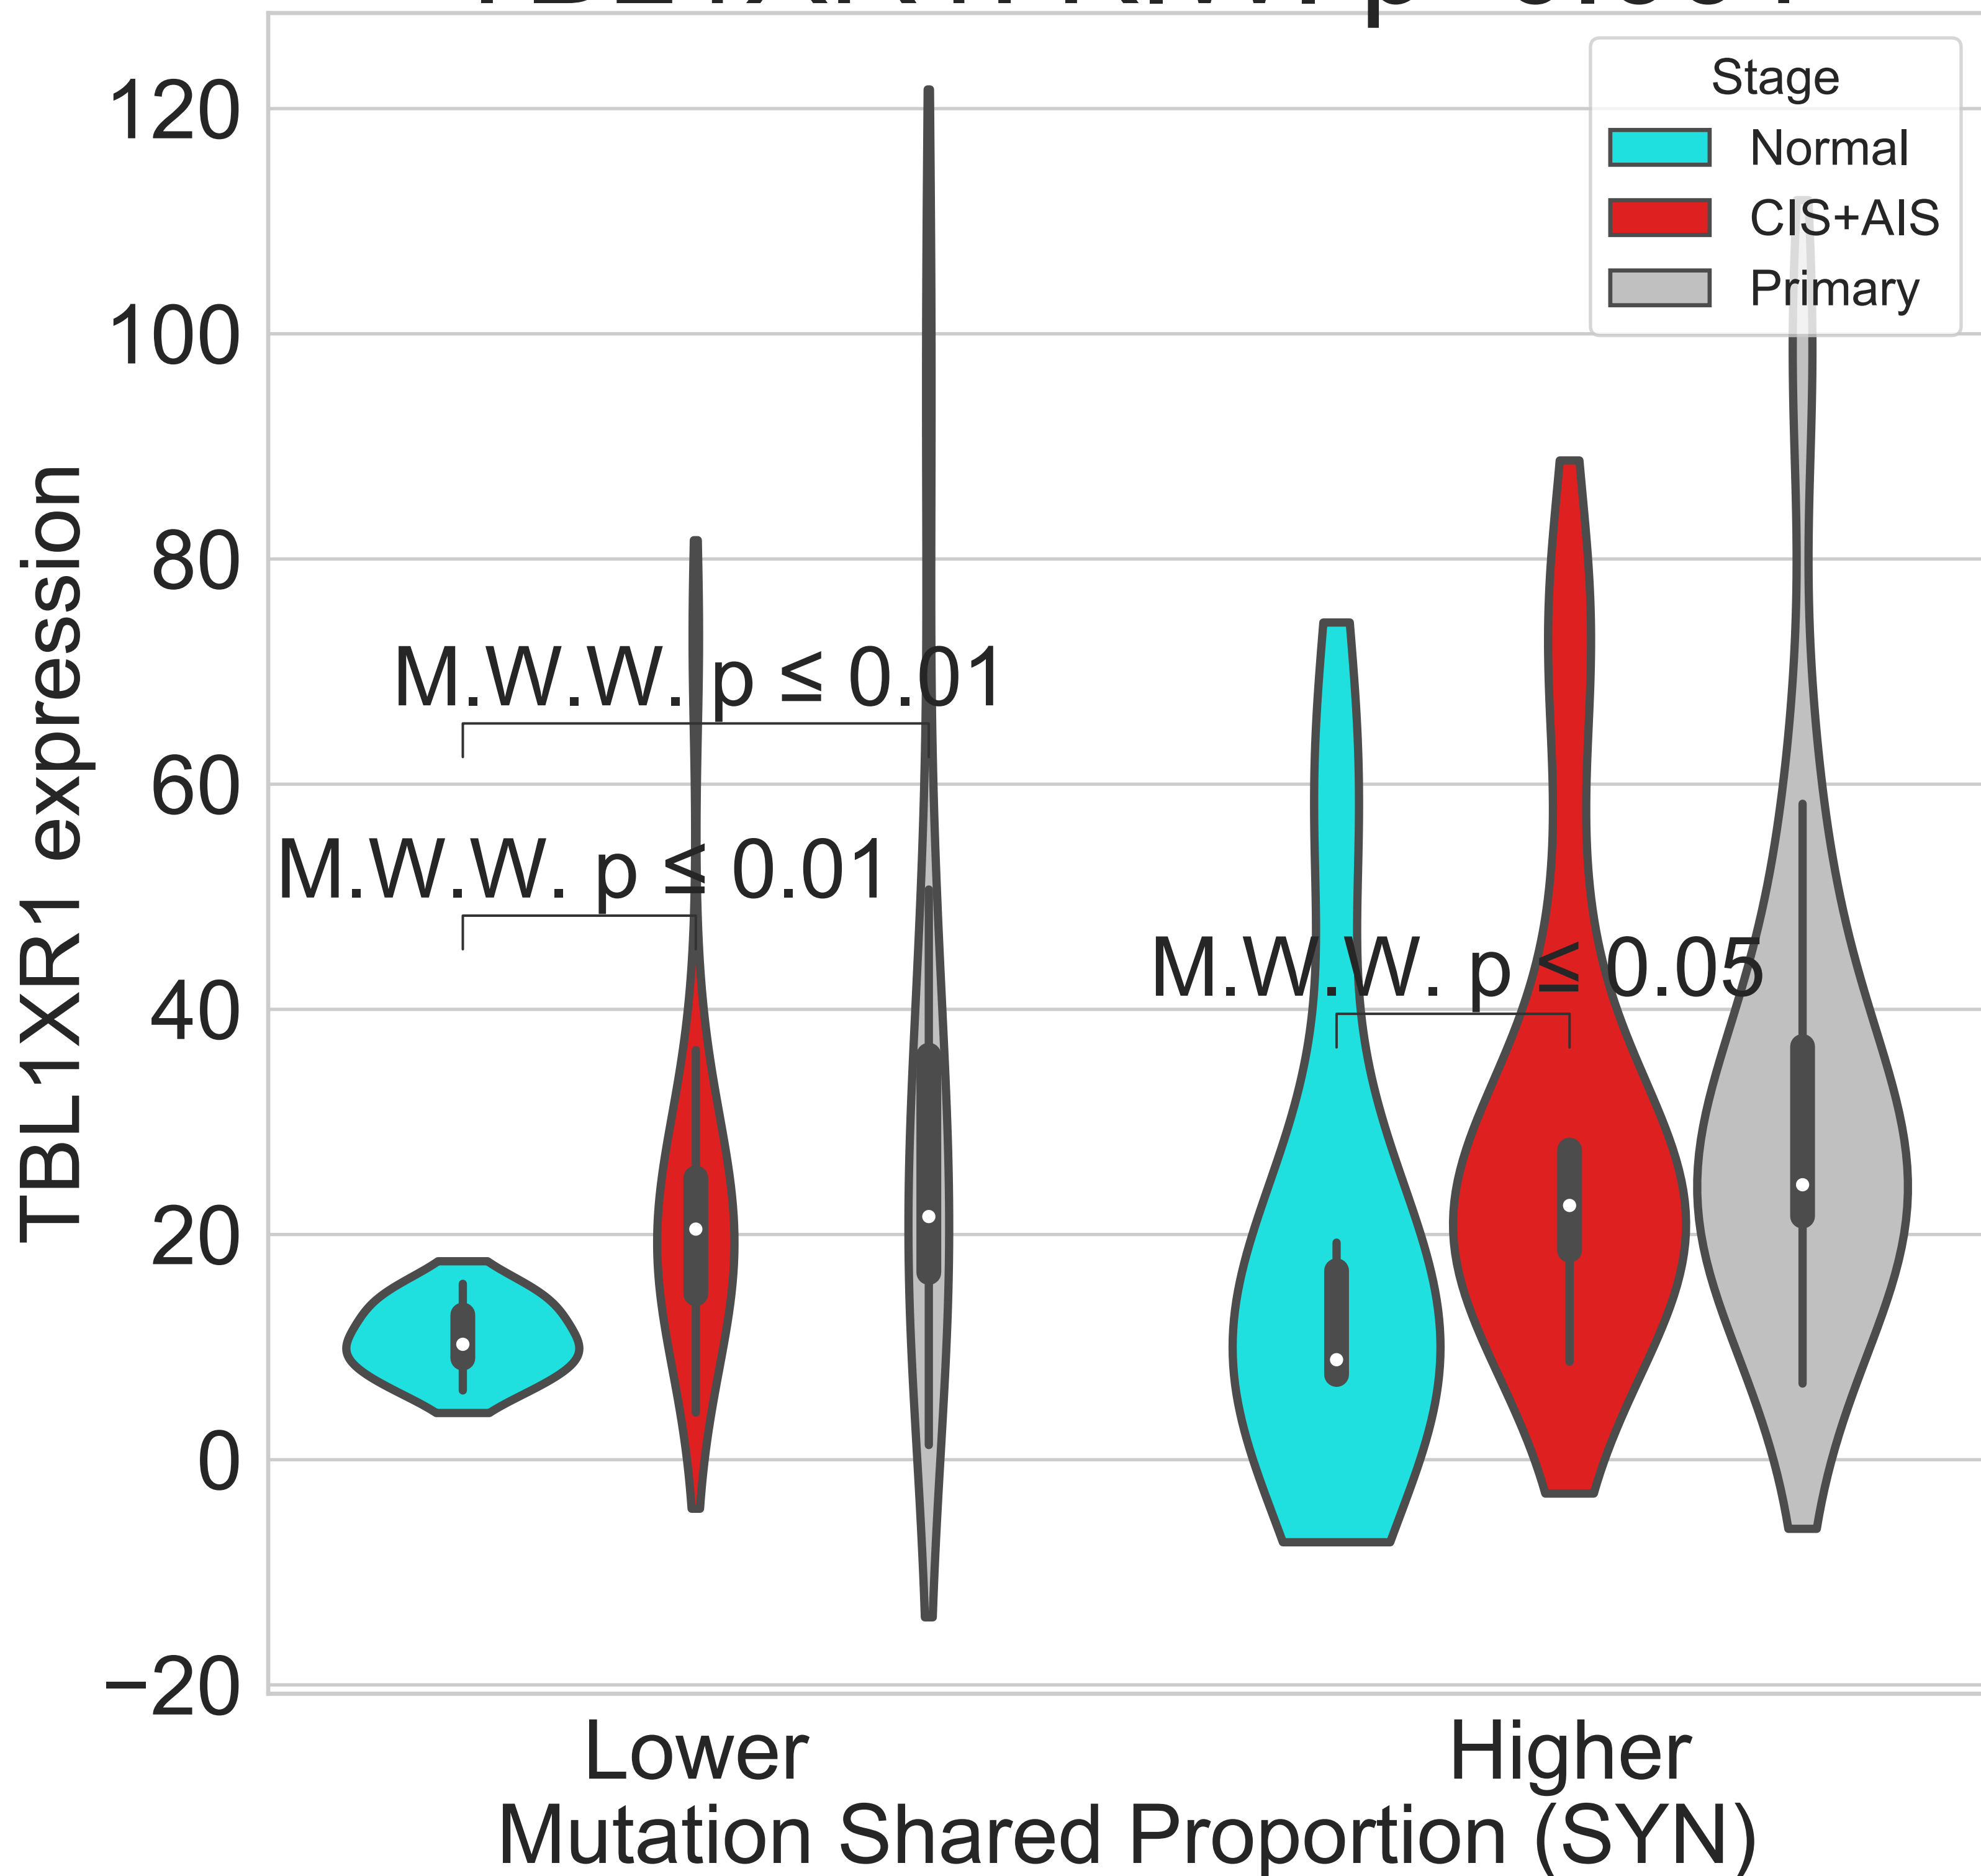 Stage
Normal
CIS+AIS
Primary
120
100
80
60
40
20
0
−20
TBL1XR1 expression
M.W.W. p ≤ 0.01
M.W.W. p ≤ 0.01
M.W.W. p ≤ 0.05
Lower
Higher
Mutation Shared Proportion (SYN)